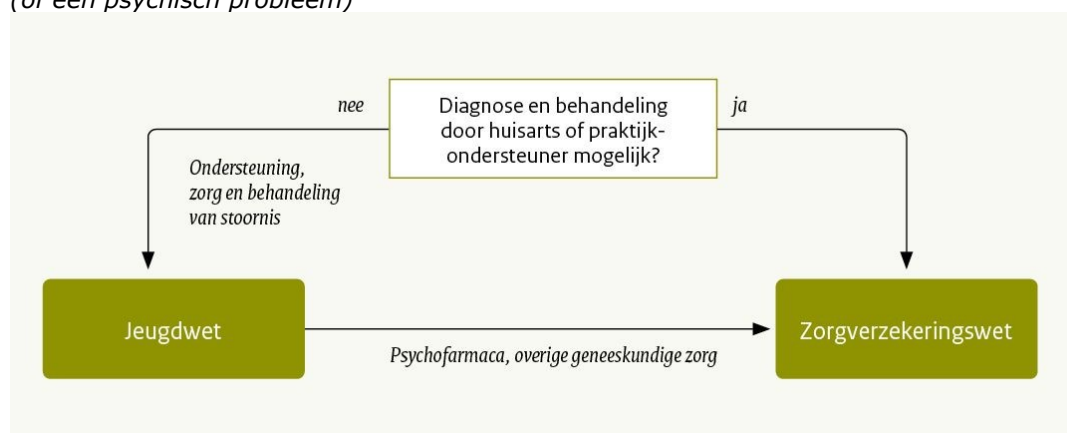 (of een psychisch probleem)
nee
Diagnose en behandeling
door huisarts of praktijk-
ondersteuner mogelijk?
ja
Ondersteuning,
zorg en behandeling
van stoornis
Jeugdwet
Zorgverzekeringswet
Psychofarmaca, overige geneeskundige zorg